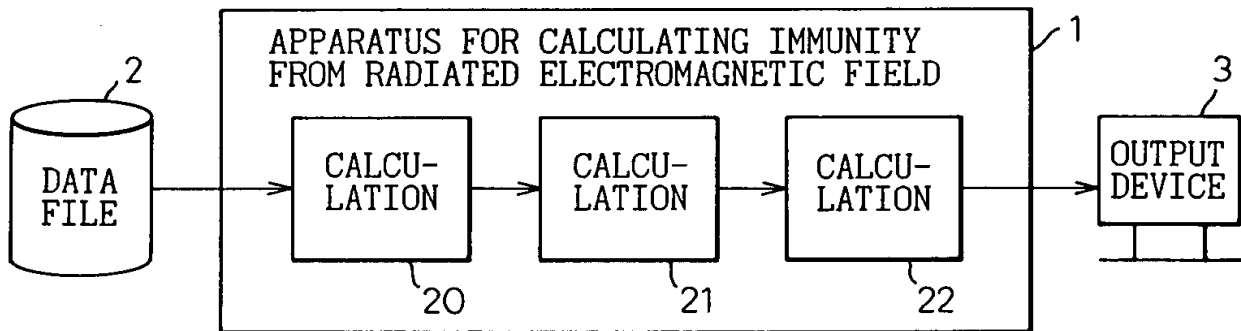 APPARATUS FOR CALCULATING IMMUNITY
FROM RADIATED ELECTROMAGNETIC FIELD
1
2
3
DATA
FILE
CALCU-
LATION
CALCU-
LATION
CALCU-
LATION
OUTPUT
DEVICE
20
21
22